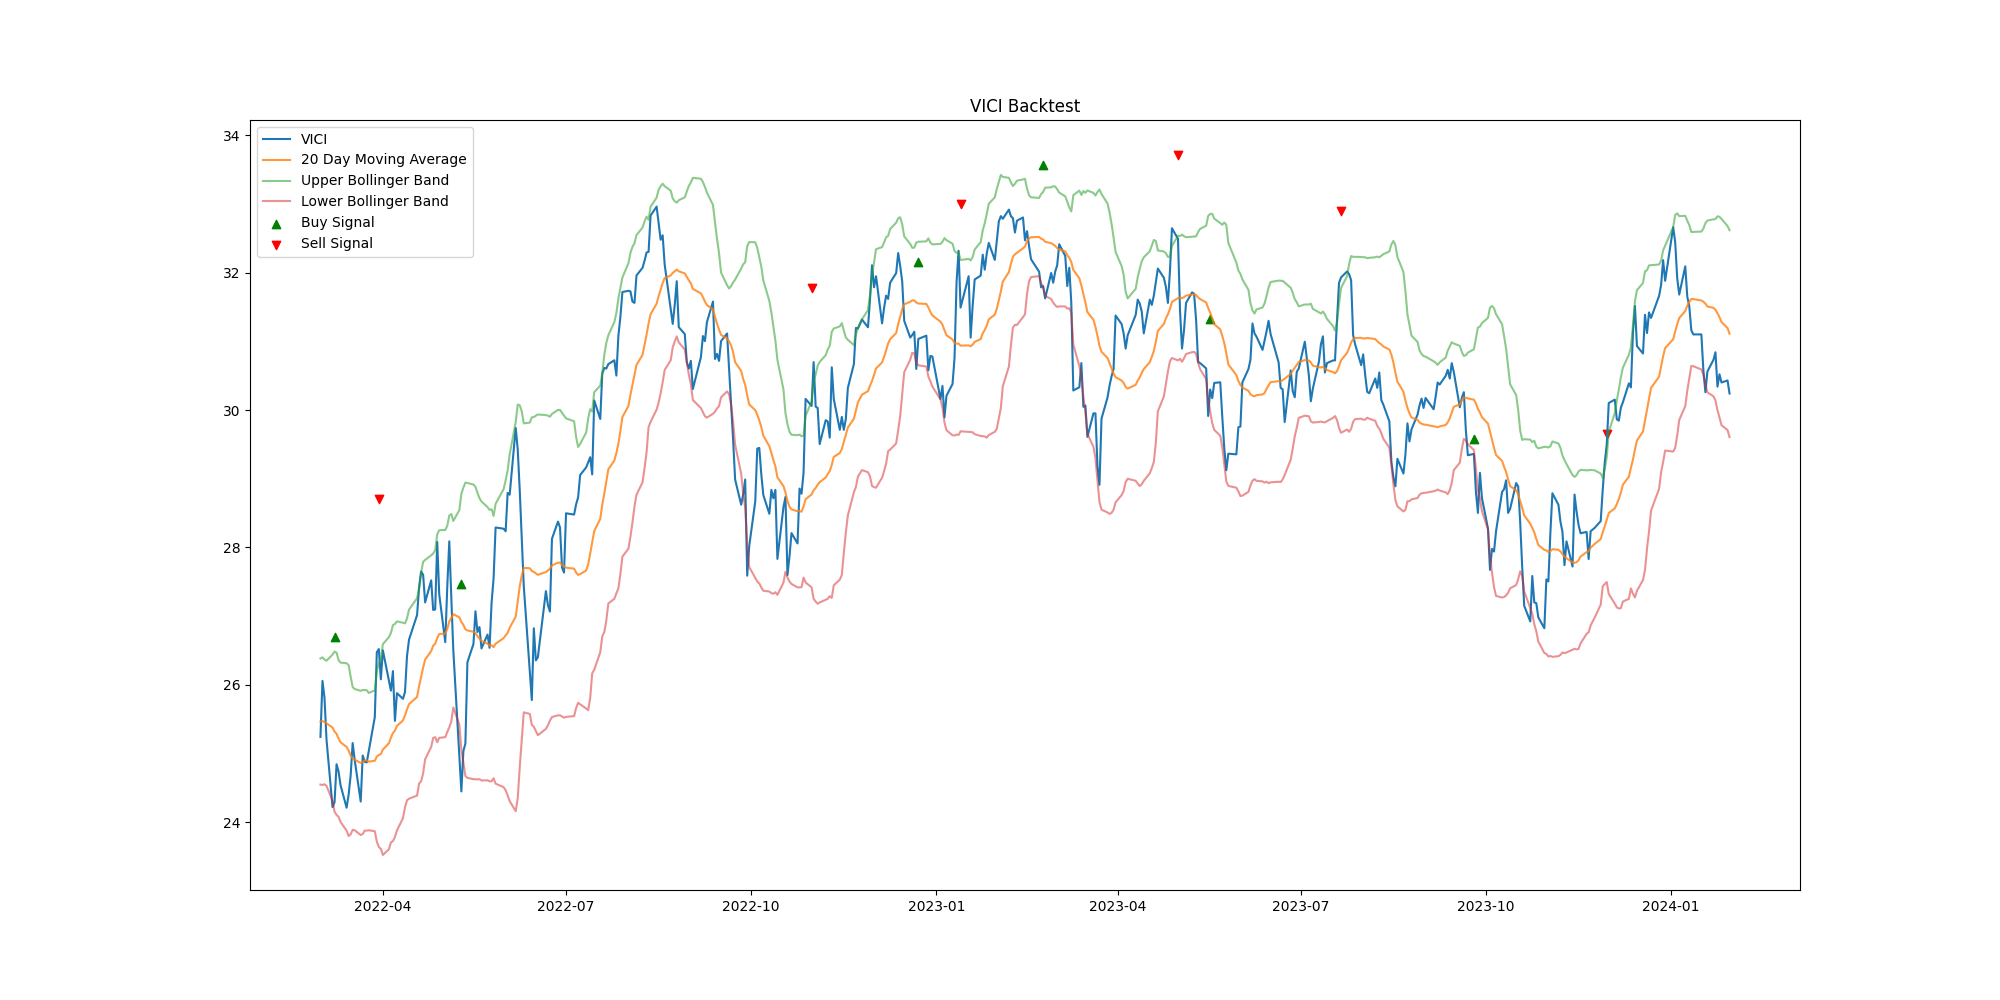 VICI Backtest
VICI
20 Day Moving Average
Upper Bollinger Band
Lower Bollinger Band
Buy Signal
Sell Signal
34
32
30
28
26
24
2022-04 2022-07 2022-10 2023-01 2023-04 2023-07 2023-10 2024-01